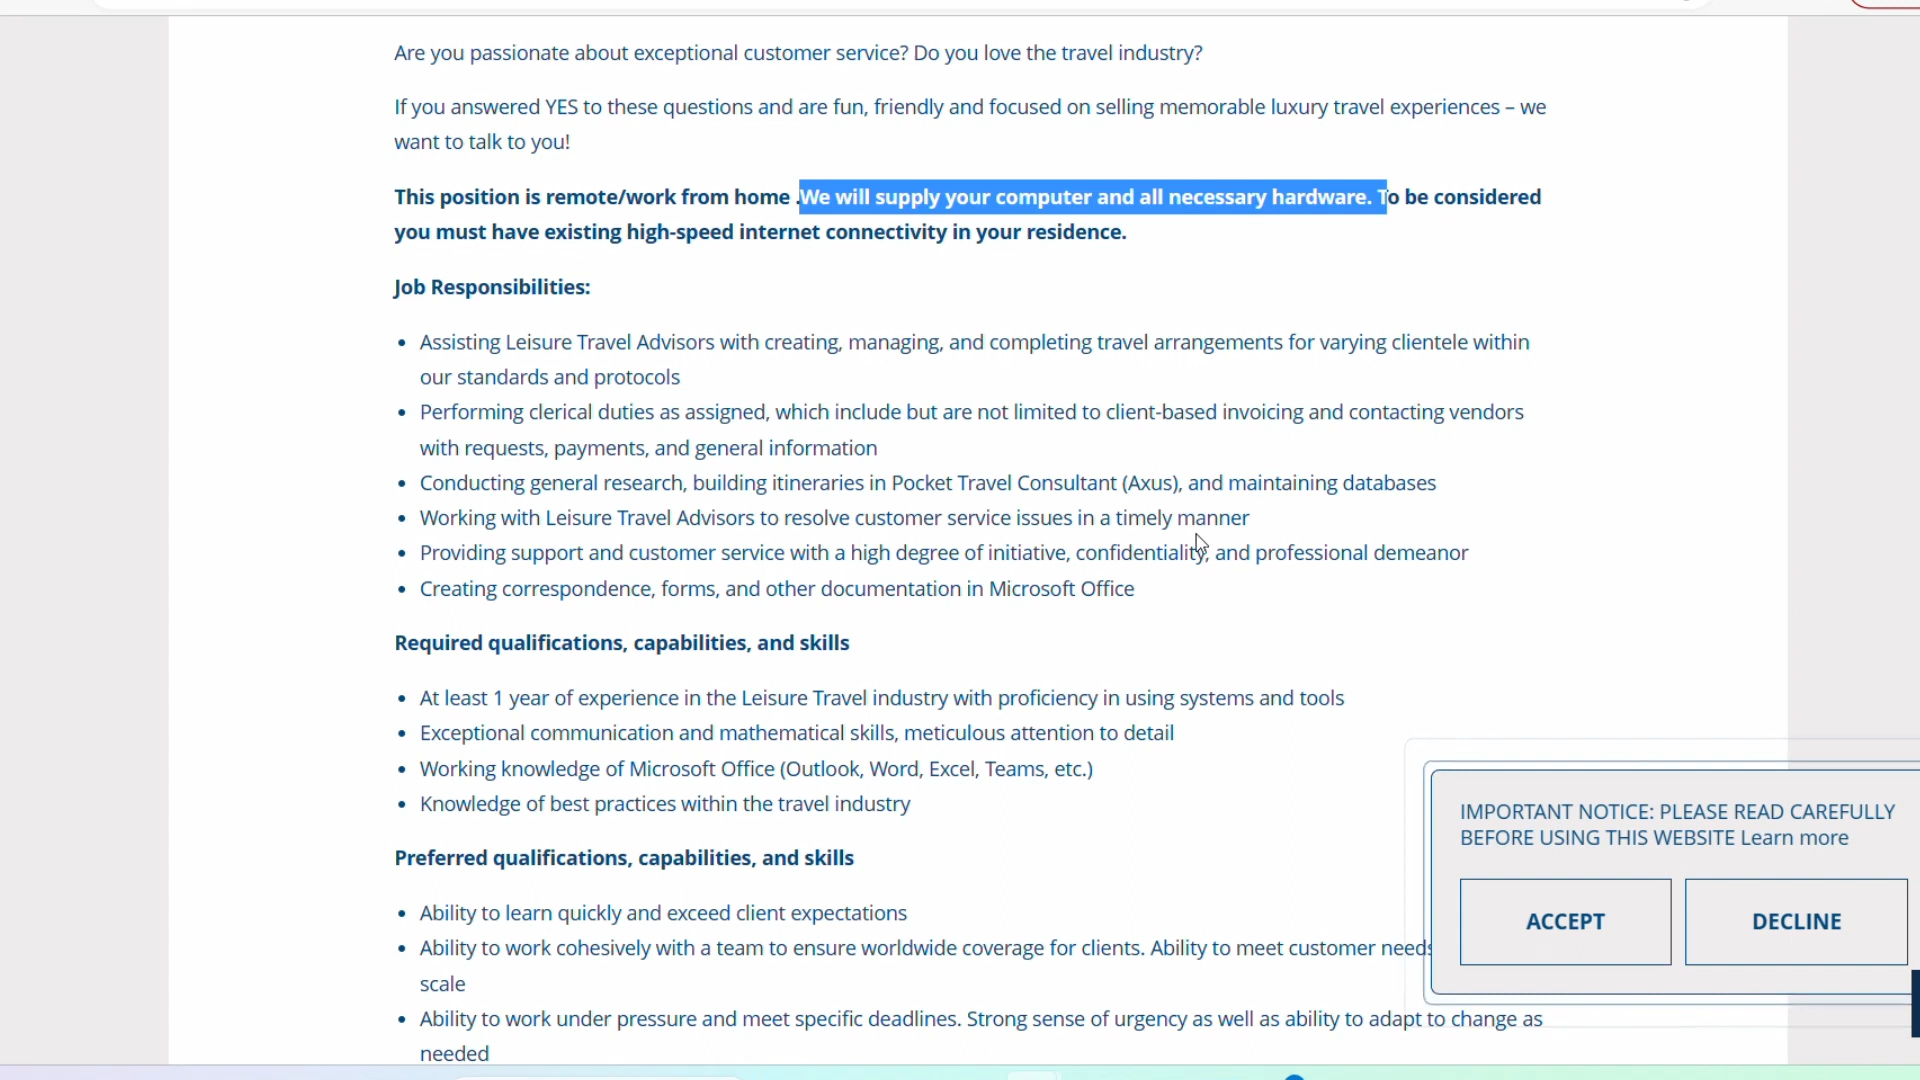 Are you passionate about exceptional customer service? Do you love the travel industry?
If you answered YES to these questions and are fun, friendly and focused on selling memorable luxury travel experiences – we
want to talk to you!
This position is remote/work from home .We will supply your computer and all necessary hardware. To be considered
you must have existing high-speed internet connectivity in your residence.
Job Responsibilities:
• Assisting Leisure Travel Advisors with creating, managing, and completing travel arrangements for varying clientele within
our standards and protocols
• Performing clerical duties as assigned, which include but are not limited to client-based invoicing and contacting vendors
with requests, payments, and general information
• Conducting general research, building itineraries in Pocket Travel Consultant (Axus), and maintaining databases
• Working with Leisure Travel Advisors to resolve customer service issues in a timely manner
• Providing support and customer service with a high degree of initiative, confidentiality, and professional demeanor
• Creating correspondence, forms, and other documentation in Microsoft Office
Required qualifications, capabilities, and skills
• At least 1 year of experience in the Leisure Travel industry with proficiency in using systems and tools
• Exceptional communication and mathematical skills, meticulous attention to detail
• Working knowledge of Microsoft Office (Outlook, Word, Excel, Teams, etc.)
• Knowledge of best practices within the travel industry
Preferred qualifications, capabilities, and skills
• Ability to learn quickly and exceed client expectations
• Ability to work cohesively with a team to ensure worldwide coverage for clients. Ability to meet customer needs
scale
• Ability to work under pressure and meet specific deadlines. Strong sense of urgency as well as ability to adapt to change as
needed
IMPORTANT NOTICE: PLEASE READ CAREFULLY
BEFORE USING THIS WEBSITE Learn more
ACCEPT
DECLINE